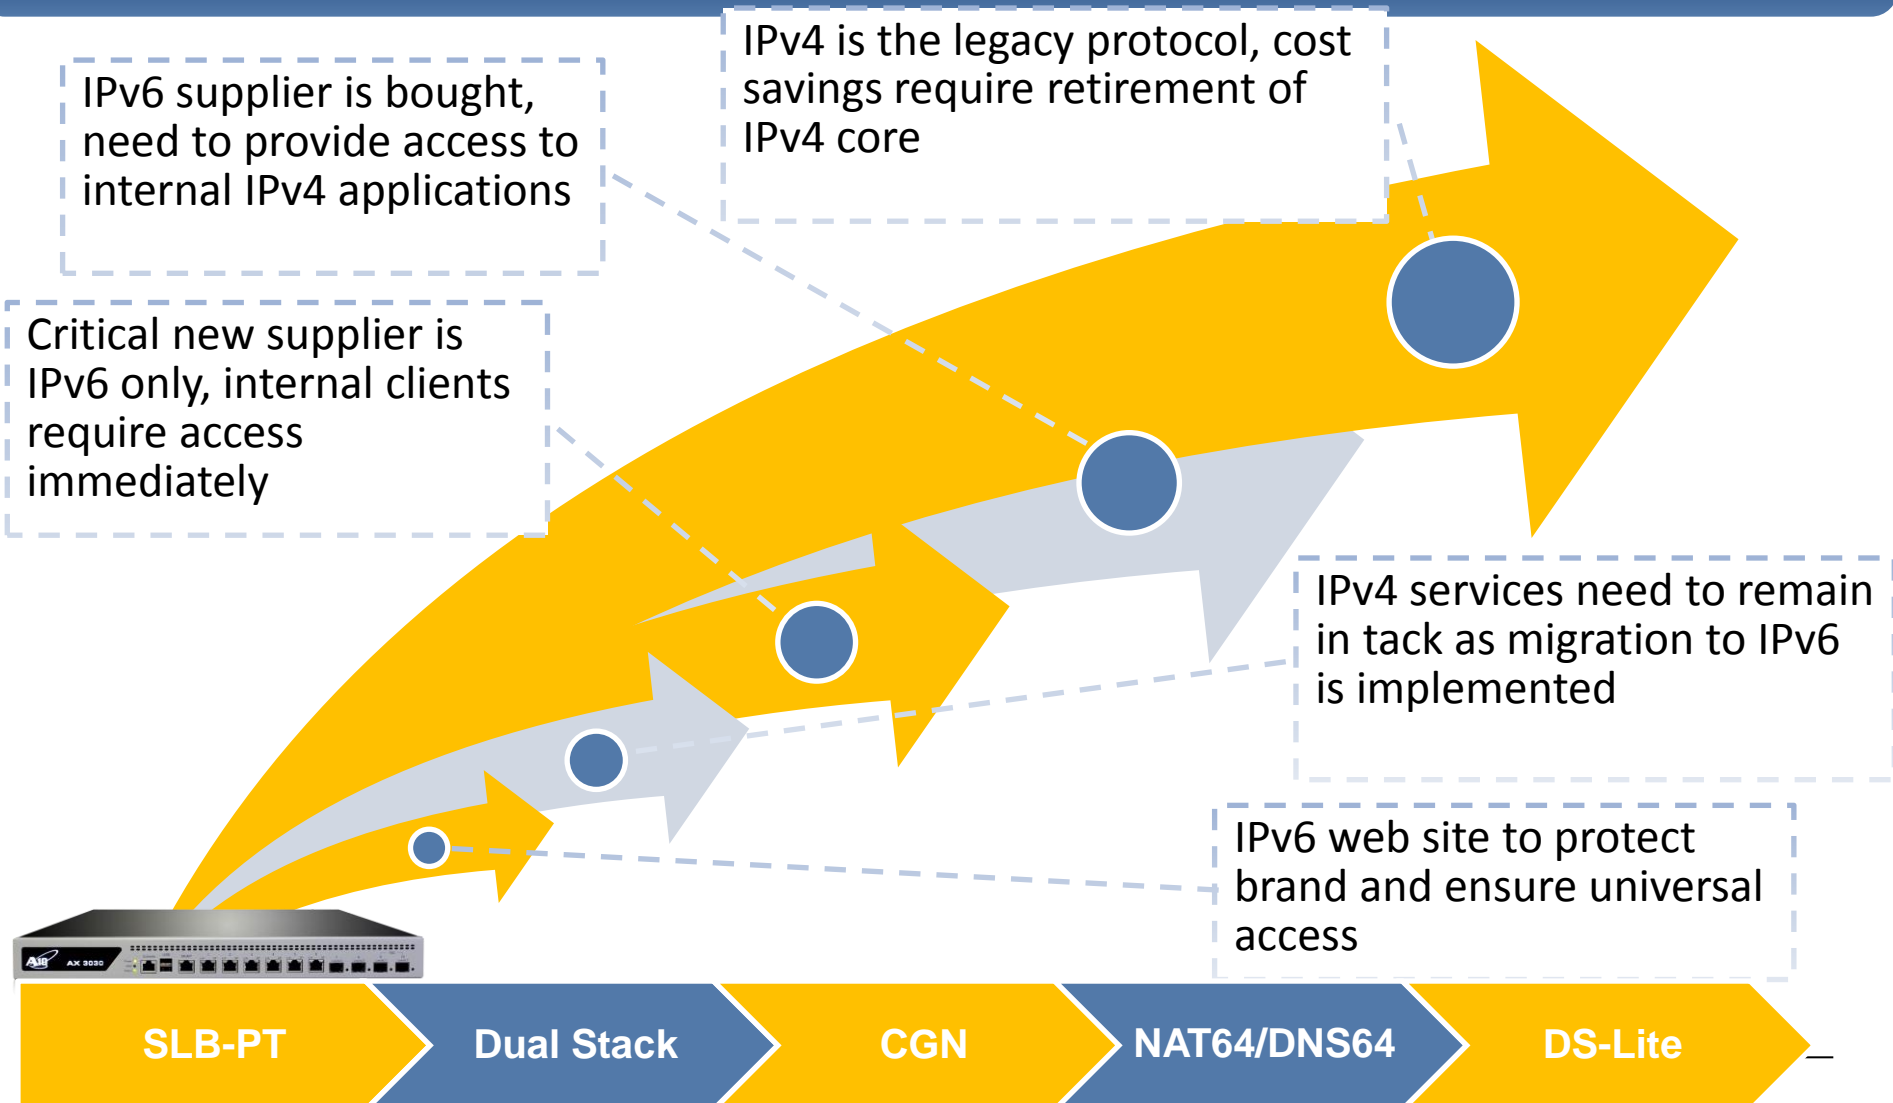 IPv4 is the legacy protocol, cost
savings require retirement of
IPv4 core
IPv6 supplier is bought,
need to provide access to
internal IPv4 applications
Critical new supplier is
IPv6 only, internal clients
require access
immediately
IPv4 services need to remain
in tack as migration to IPv6
is implemented
IPv6 web site to protect
brand and ensure universal
access
A10
AX 3030
SLB-PT
Dual Stack
CGN
NAT64/DNS64
DS-Lite